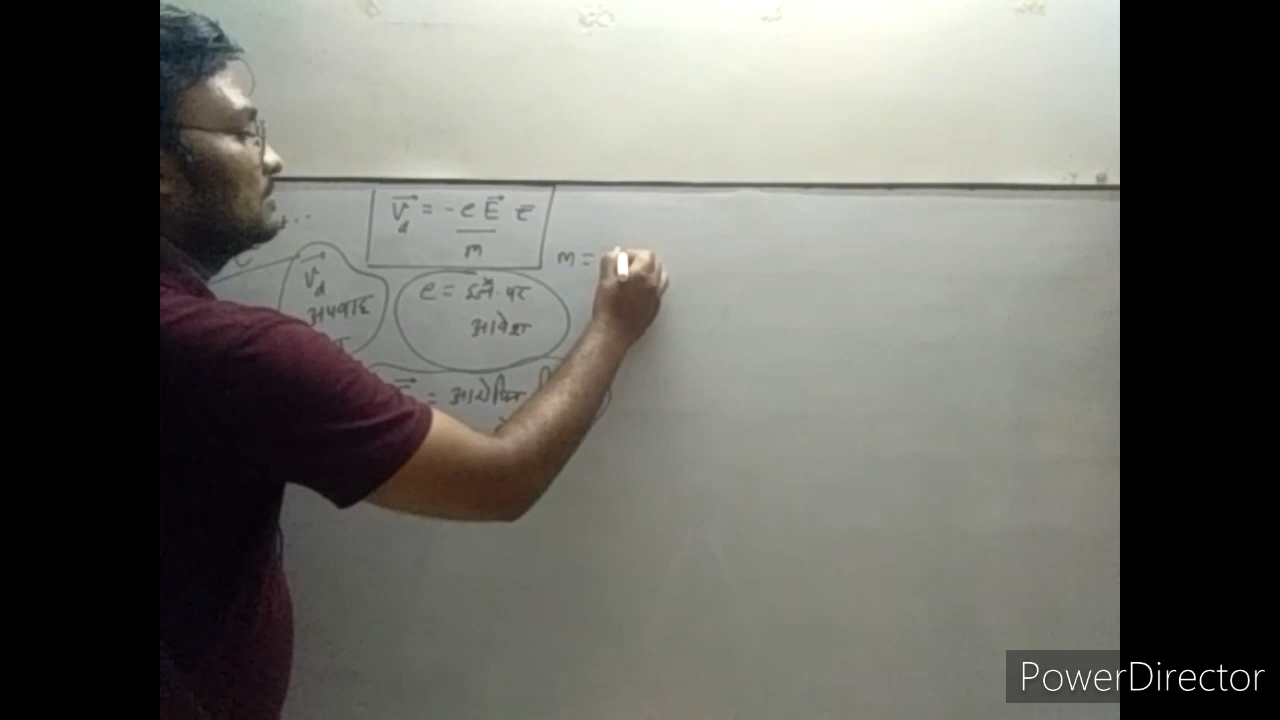 V⃗d = -e E⃗ τ̄
m
m =
V⃗d
अपवाह
e = इले. पर
आवेश
= आरोपित
PowerDirector